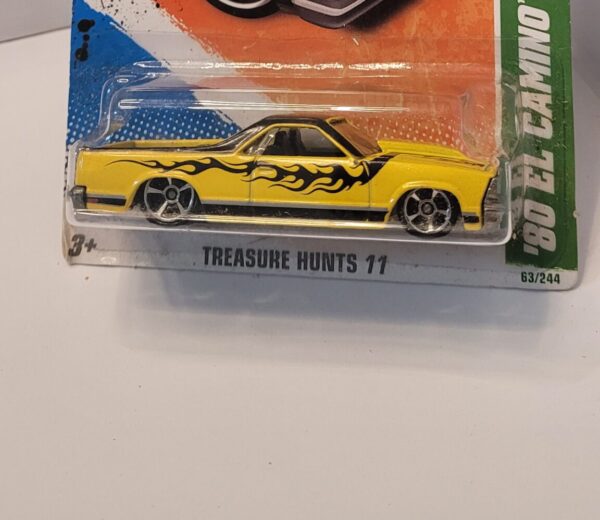 '80 EL CAMINO
3+
TREASURE HUNTS 11
63/244